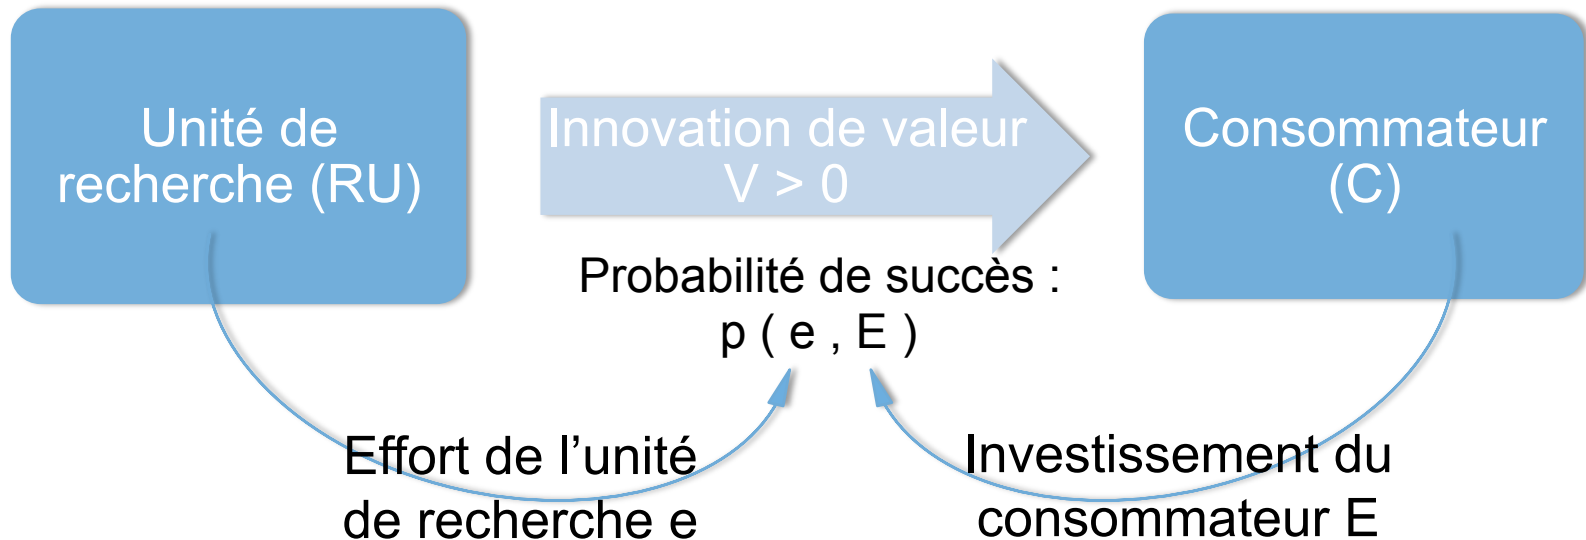 Unité de
recherche (RU)
Innovation de valeur
V > 0
Consommateur
(C)
Probabilité de succès :
p ( e , E )
Effort de l’unité
de recherche e
Investissement du
consommateur E